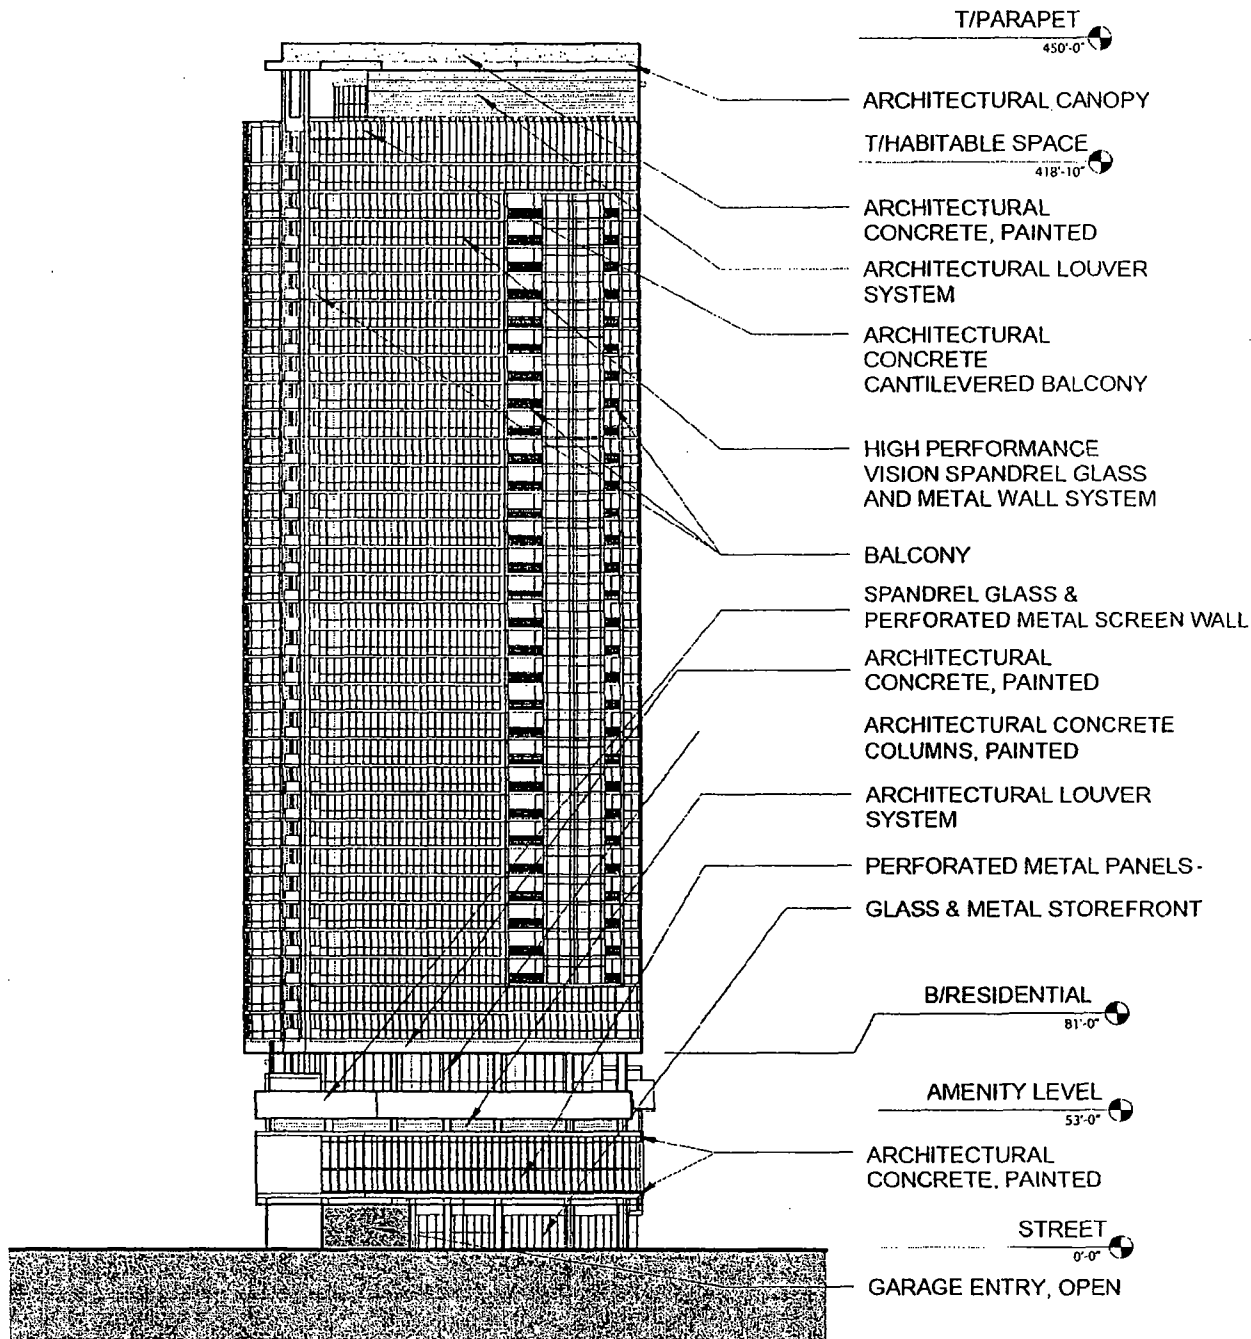 T/PARAPET
450'-0"
ARCHITECTURAL CANOPY
T/HABITABLE SPACE
418'-10"
ARCHITECTURAL
CONCRETE, PAINTED
ARCHITECTURAL LOUVER
SYSTEM
ARCHITECTURAL
CONCRETE
CANTILEVERED BALCONY
HIGH PERFORMANCE
VISION SPANDREL GLASS
AND METAL WALL SYSTEM
BALCONY
SPANDREL GLASS &
PERFORATED METAL SCREEN WALL
ARCHITECTURAL
CONCRETE, PAINTED
ARCHITECTURAL CONCRETE
COLUMNS, PAINTED
ARCHITECTURAL LOUVER
SYSTEM
PERFORATED METAL PANELS-
GLASS & METAL STOREFRONT
B/RESIDENTIAL
81'-0"
AMENITY LEVEL
53'-0"
ARCHITECTURAL
CONCRETE, PAINTED
STREET
0'-0"
GARAGE ENTRY, OPEN